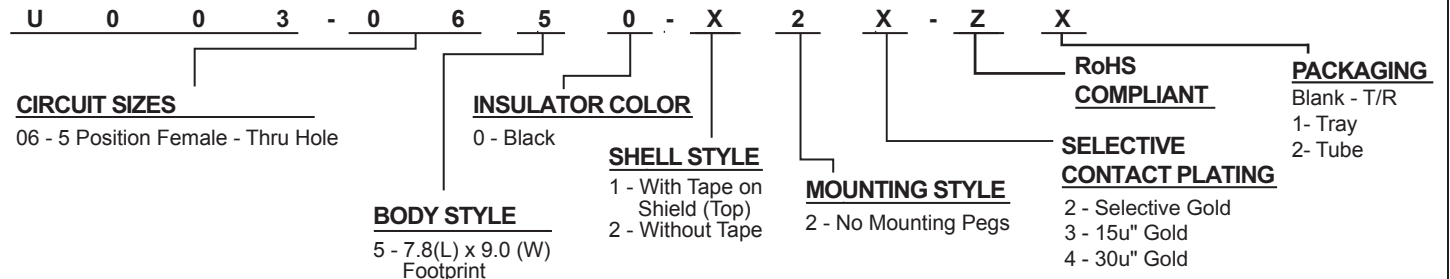 U 0 0 3 - 0 6 5 0 - X 2 X - Z X
CIRCUIT SIZES
06 - 5 Position Female - Thru Hole
BODY STYLE
5 - 7.8(L) x 9.0 (W)
Footprint
INSULATOR COLOR
0 - Black
SHELL STYLE
1 - With Tape on
Shield (Top)
2 - Without Tape
MOUNTING STYLE
2 - No Mounting Pegs
RoHS
COMPLIANT
SELECTIVE
CONTACT PLATING
2 - Selective Gold
3 - 15u" Gold
4 - 30u" Gold
PACKAGING
Blank - T/R
1- Tray
2- Tube